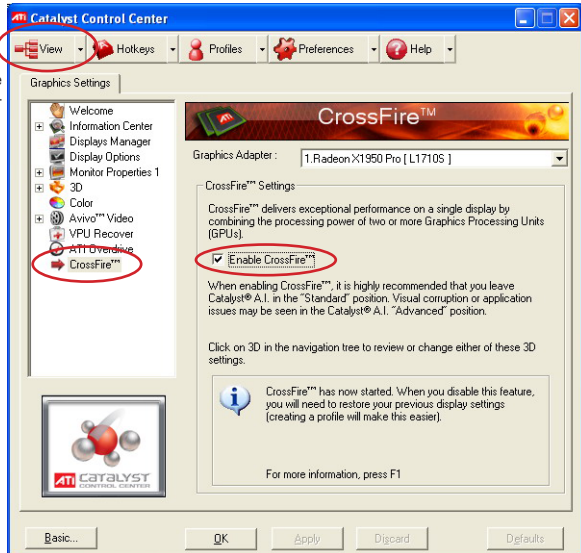 ATI Catalyst Control Center
View Hotkeys Profiles Preferences Help
Graphics Settings
Welcome
Information Center
Displays Manager
Display Options
Monitor Properties 1
3D
Color
Avivo™ Video
VPU Recover
ATI Overdrive
CrossFire™
ATI CATALYST
CONTROL CENTER
CrossFire™
Graphics Adapter :
1.Radeon X1950 Pro [ L1710S ]
CrossFire™ Settings
CrossFire™ delivers exceptional performance on a single display by
combining the processing power of two or more Graphics Processing Units
(GPUs).
Enable CrossFire™
When enabling CrossFire™, it is highly recommended that you leave
Catalyst® A.I. in the "Standard" position. Visual corruption or application
issues may be seen in the Catalyst® A.I. "Advanced" position.
Click on 3D in the navigation tree to review or change either of these 3D
settings.
CrossFire™ has now started. When you disable this feature,
you will need to restore your previous display settings
(creating a profile will make this easier).
For more information, press F1
Basic... OK Apply Discard Defaults